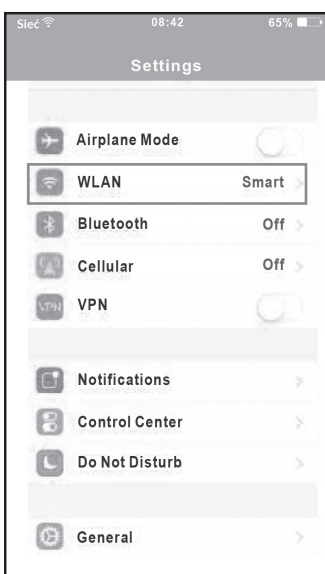 Sieć 08:42 65%
Settings
Airplane Mode
WLAN Smart
Bluetooth Off
Cellular Off
VPN VPN
Notifications
Control Center
Do Not Disturb
General